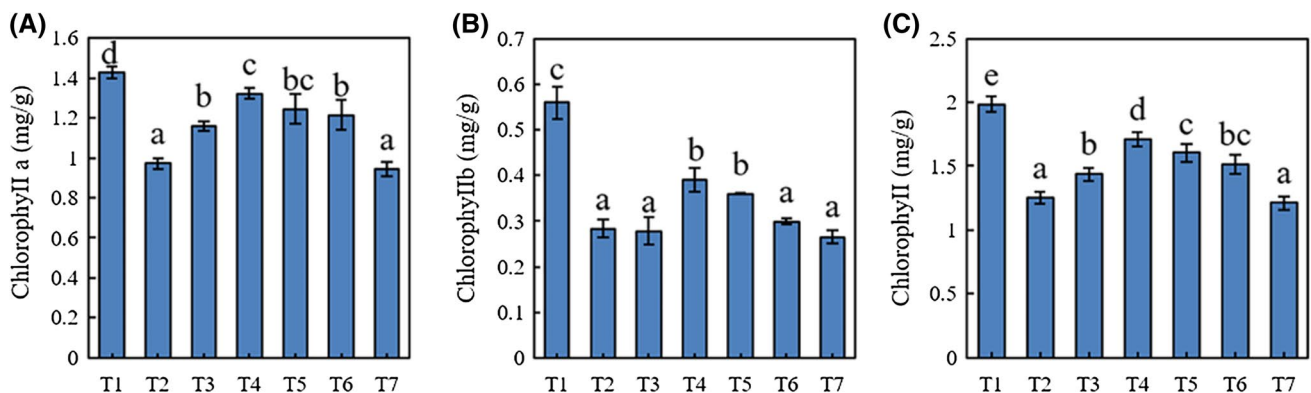 (A)
ChlorophyII a (mg/g)
1.6
1.4
1.2
1
0.8
0.6
0.4
0.2
0
d
a
b
c
bc
b
a
T1 T2 T3 T4 T5 T6 T7
(B)
ChlorophyIIb (mg/g)
0.7
0.6
0.5
0.4
0.3
0.2
0.1
0
c
a
a
b
b
a
a
T1 T2 T3 T4 T5 T6 T7
(C)
ChlorophyII (mg/g)
2.5
2
1.5
1
0.5
0
e
a
b
d
c
bc
a
T1 T2 T3 T4 T5 T6 T7